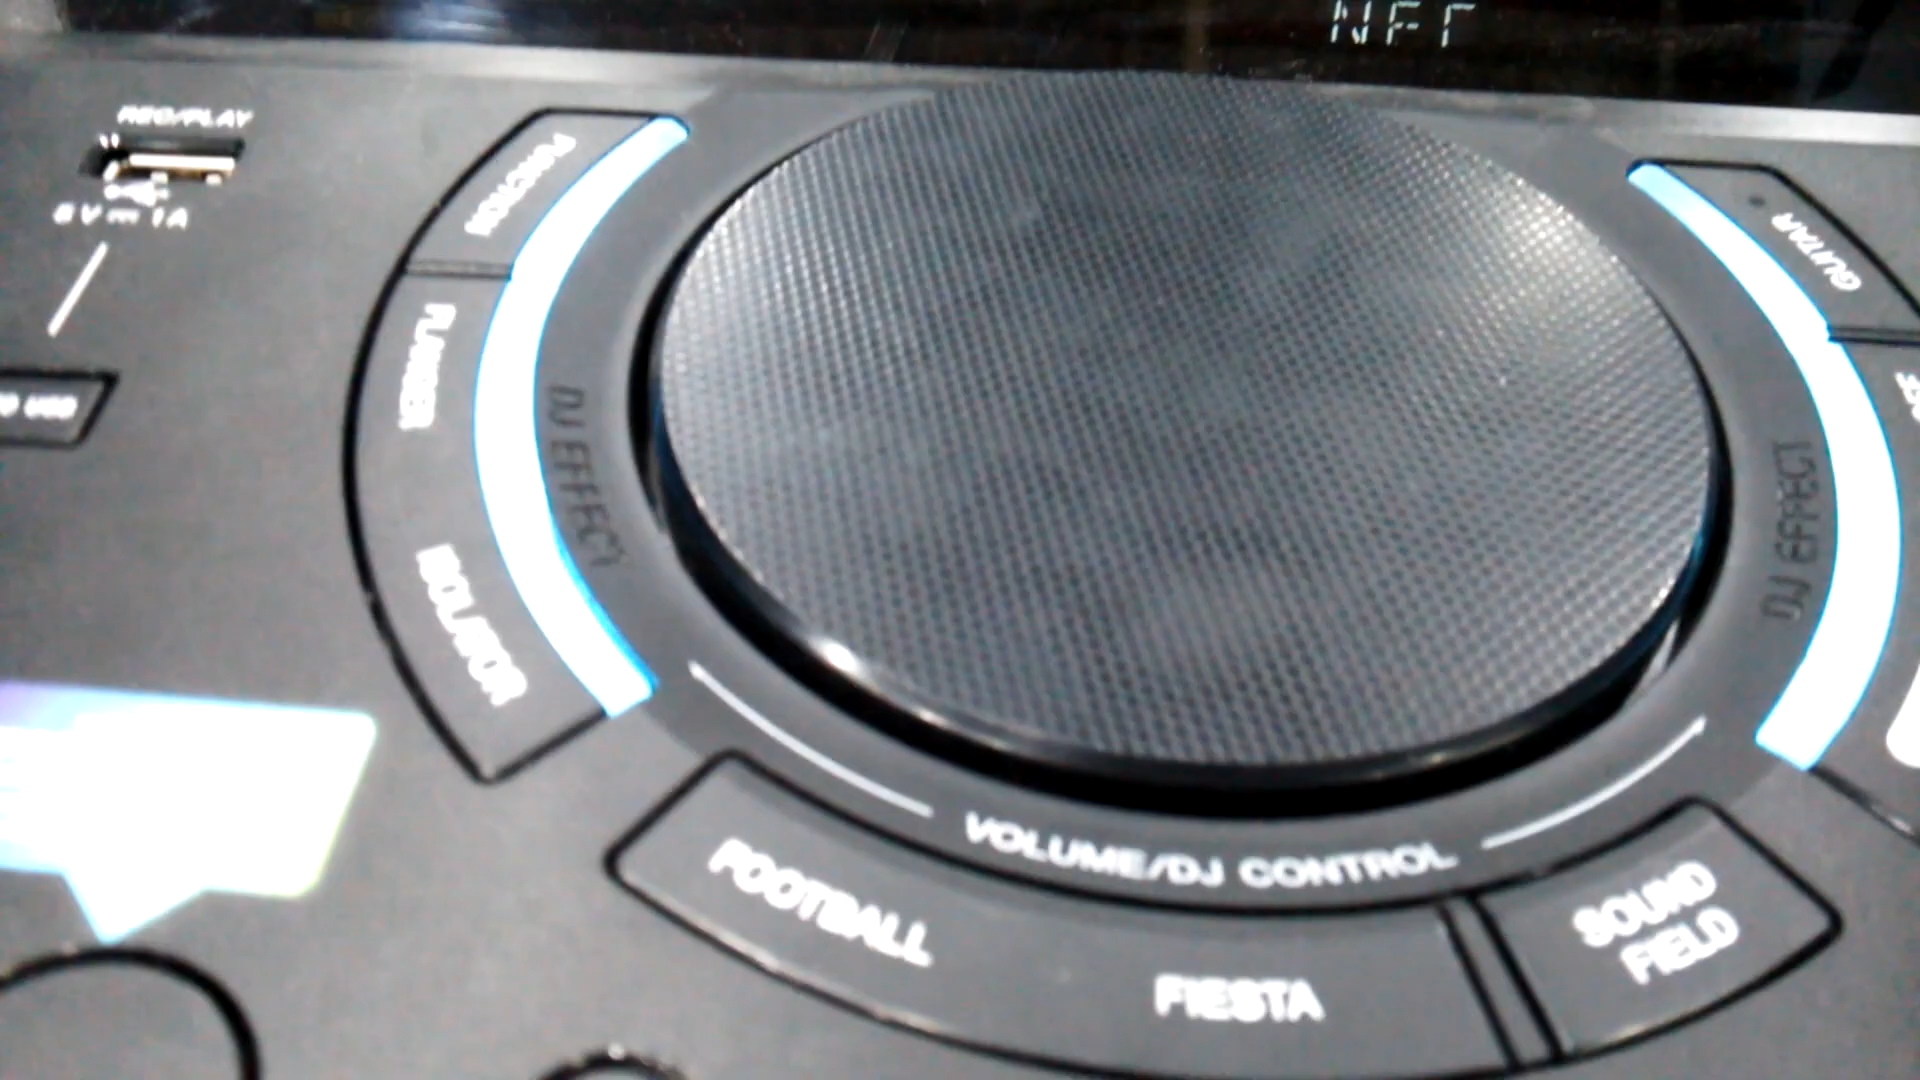 REC/PLAY
5V 1A
FUNCTION
GUITAR
FLANGER
DJ EFFECT
DJ EFFECT
ISOLATOR
VOLUME/DJ CONTROL
FOOTBALL
SOUND
FIELD
FIESTA
USB